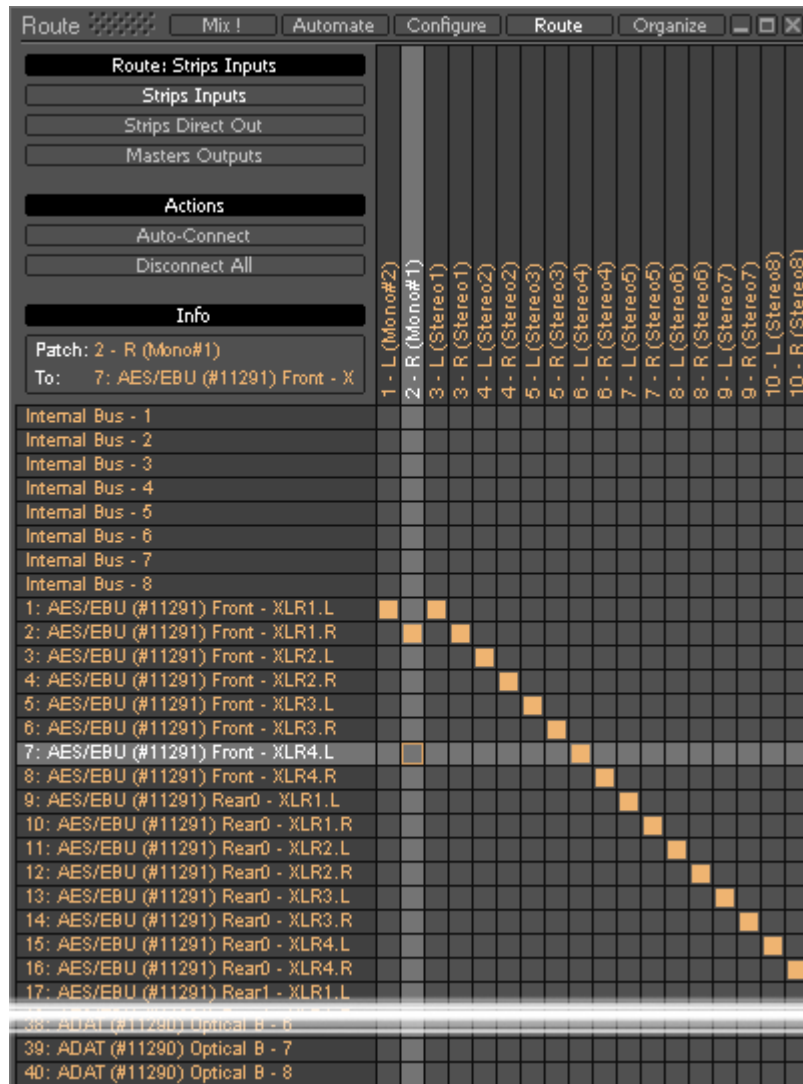 Route Mix ! Automate Configure Route Organize
Route: Strips Inputs
Strips Inputs
Strips Direct Out
Masters Outputs
Actions
Auto-Connect
Disconnect All
Info
Patch: 2 - R (Mono#1)
To: 7: AES/EBU (#11291) Front - X
1 - L (Mono#2)
2 - R (Mono#1)
3 - L (Stereo1)
3 - R (Stereo1)
4 - L (Stereo2)
4 - R (Stereo2)
5 - L (Stereo3)
5 - R (Stereo3)
6 - L (Stereo4)
6 - R (Stereo4)
7 - L (Stereo5)
7 - R (Stereo5)
8 - L (Stereo6)
8 - R (Stereo6)
9 - L (Stereo7)
9 - R (Stereo7)
10 - L (Stereo8)
10 - R (Stereo8)
Internal Bus - 1
Internal Bus - 2
Internal Bus - 3
Internal Bus - 4
Internal Bus - 5
Internal Bus - 6
Internal Bus - 7
Internal Bus - 8
1: AES/EBU (#11291) Front - XLR1.L
2: AES/EBU (#11291) Front - XLR1.R
3: AES/EBU (#11291) Front - XLR2.L
4: AES/EBU (#11291) Front - XLR2.R
5: AES/EBU (#11291) Front - XLR3.L
6: AES/EBU (#11291) Front - XLR3.R
7: AES/EBU (#11291) Front - XLR4.L
8: AES/EBU (#11291) Front - XLR4.R
9: AES/EBU (#11291) Rear0 - XLR1.L
10: AES/EBU (#11291) Rear0 - XLR1.R
11: AES/EBU (#11291) Rear0 - XLR2.L
12: AES/EBU (#11291) Rear0 - XLR2.R
13: AES/EBU (#11291) Rear0 - XLR3.L
14: AES/EBU (#11291) Rear0 - XLR3.R
15: AES/EBU (#11291) Rear0 - XLR4.L
16: AES/EBU (#11291) Rear0 - XLR4.R
17: AES/EBU (#11291) Rear1 - XLR1.L
38: ADAT (#11290) Optical B - 6
39: ADAT (#11290) Optical B - 7
40: ADAT (#11290) Optical B - 8